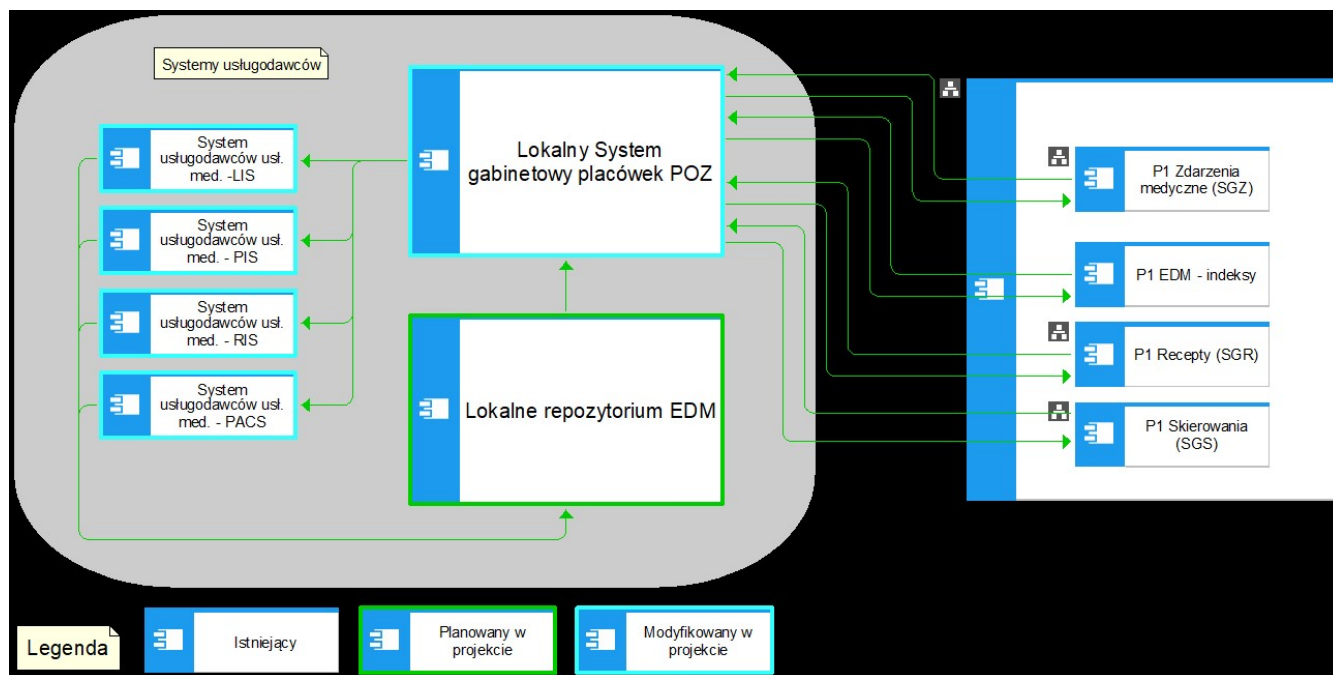 Systemy usługodawców
System
usługodawców usł.
med. -LIS
System
usługodawców usł.
med. - PIS
System
usługodawców usł.
med. - RIS
System
usługodawców usł.
med. - PACS
Lokalny System
gabinetowy placówek POZ
Lokalne repozytorium EDM
P1 Zdarzenia
medyczne (SGZ)
P1 EDM - indeksy
P1 Recepty (SGR)
P1 Skierowania
(SGS)
Legenda
Istniejący
Planowany w
projekcie
Modyfikowany w
projekcie